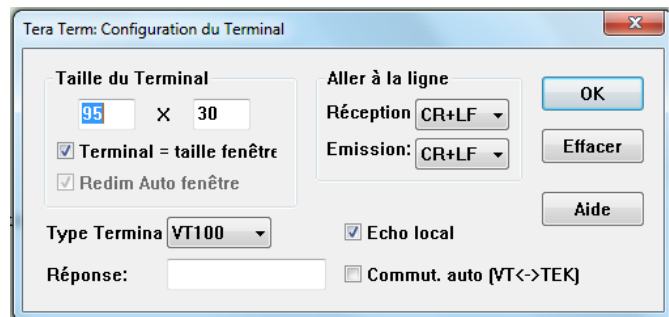 Tera Term: Configuration du Terminal
Taille du Terminal
95 X 30
Terminal = taille fenêtre
Redim Auto fenêtre
Aller à la ligne
Réception CR+LF
Emission: CR+LF
OK
Effacer
Aide
Type Termina VT100
Echo local
Réponse:
Commut. auto (VT<->TEK)